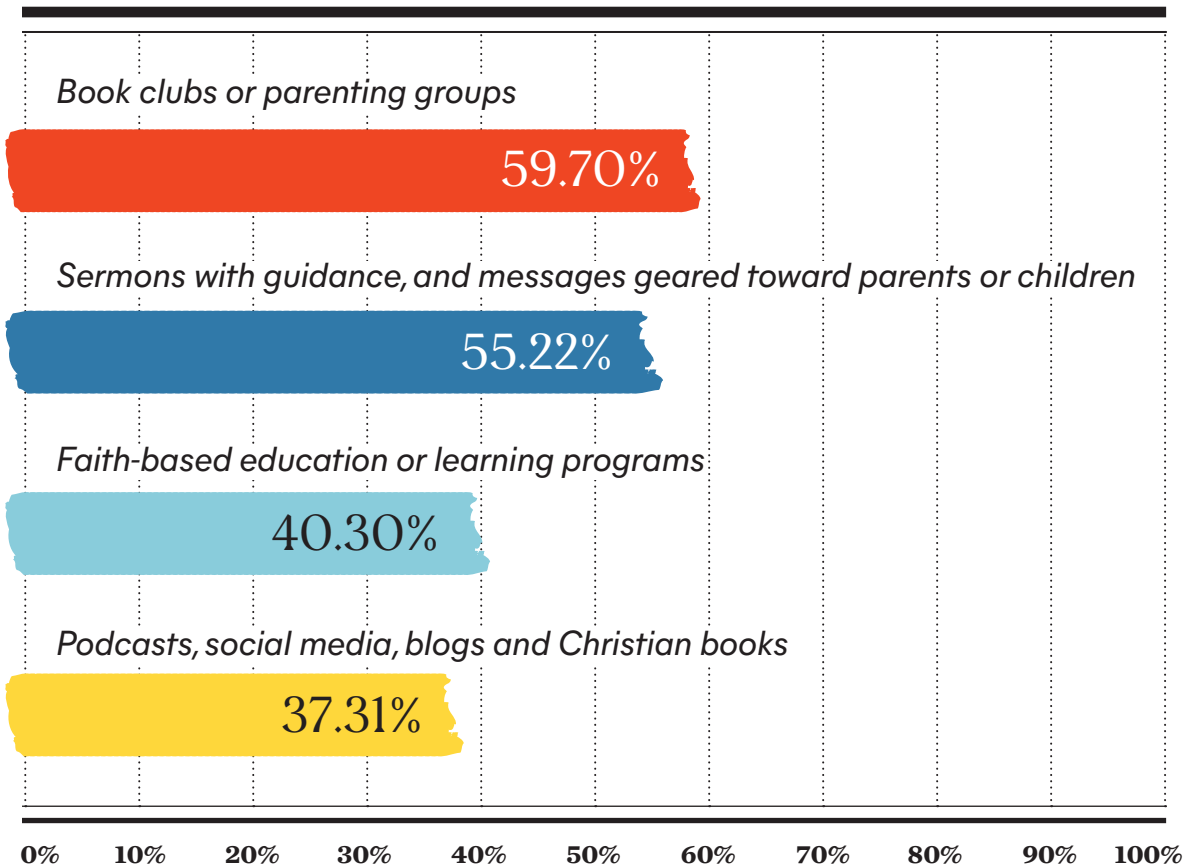 Book clubs or parenting groups
59.70%
Sermons with guidance, and messages geared toward parents or children
55.22%
Faith-based education or learning programs
40.30%
Podcasts, social media, blogs and Christian books
37.31%
0% 10% 20% 30% 40% 50% 60% 70% 80% 90% 100%